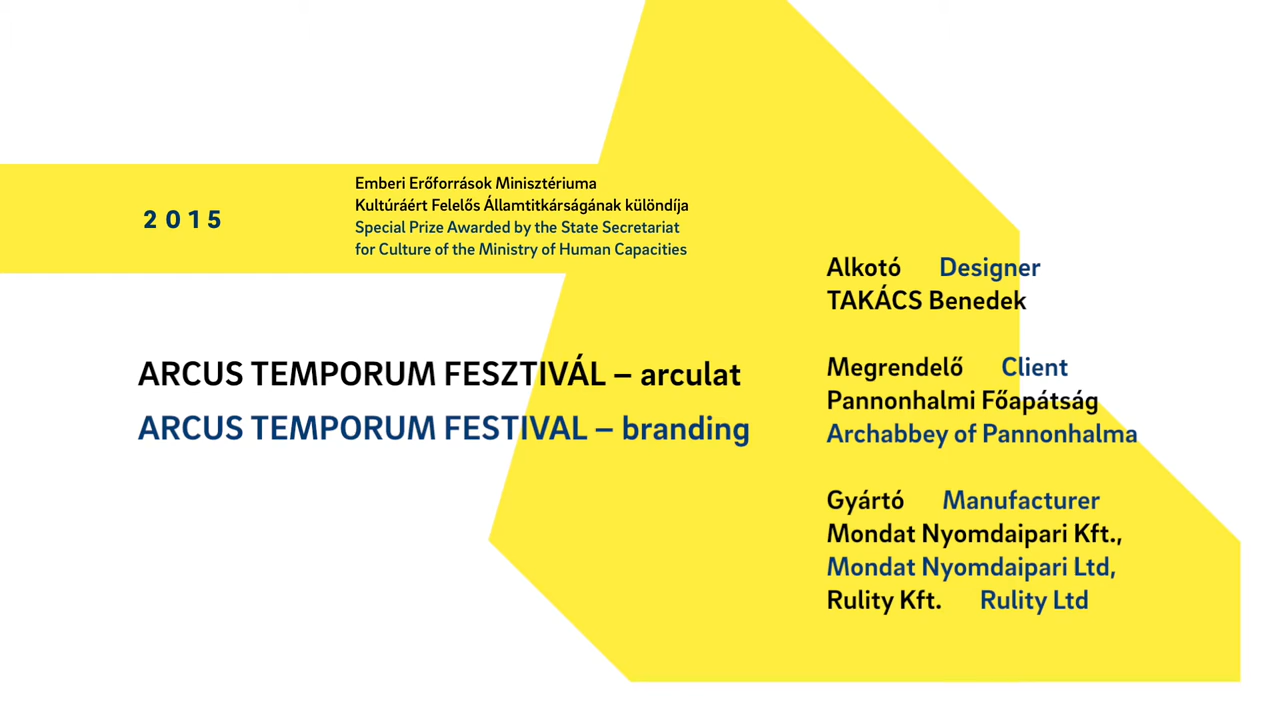 2015
Emberi Erőforrások Minisztériuma
Kultúráért Felelős Államtitkárságának különdíja
Special Prize Awarded by the State Secretariat
for Culture of the Ministry of Human Capacities
ARCUS TEMPORUM FESZTIVÁL – arculat
ARCUS TEMPORUM FESTIVAL – branding
Alkotó Designer
TAKÁCS Benedek
Megrendelő Client
Pannonhalmi Főapátság
Archabbey of Pannonhalma
Gyártó Manufacturer
Mondat Nyomdaipari Kft.,
Mondat Nyomdaipari Ltd,
Rulity Kft. Rulity Ltd